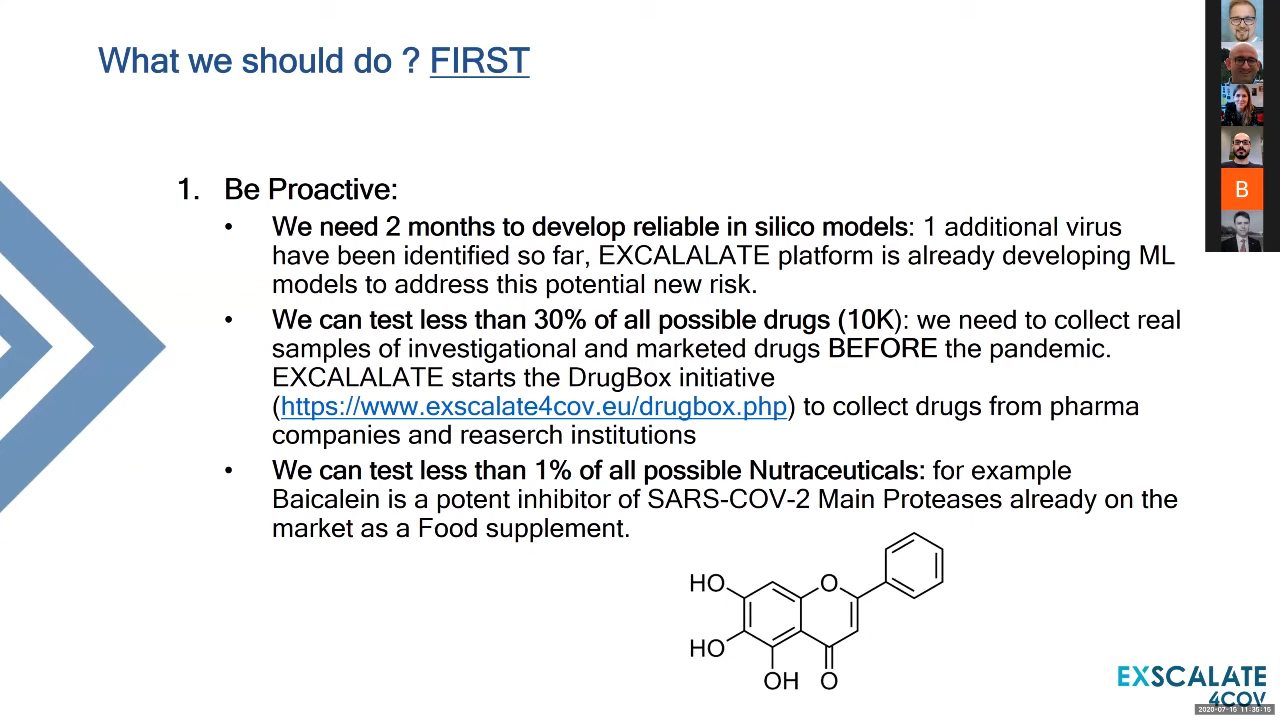 What we should do ? FIRST
B
1. Be Proactive:
• We need 2 months to develop reliable in silico models: 1 additional virus
have been identified so far, EXCALALATE platform is already developing ML
models to address this potential new risk.
• We can test less than 30% of all possible drugs (10K): we need to collect real
samples of investigational and marketed drugs BEFORE the pandemic.
EXCALALATE starts the DrugBox initiative
(https://www.exscalate4cov.eu/drugbox.php) to collect drugs from pharma
companies and reaserch institutions
• We can test less than 1% of all possible Nutraceuticals: for example
Baicalein is a potent inhibitor of SARS-COV-2 Main Proteases already on the
market as a Food supplement.
HO O
HO
OH O
EXSCALATE
4COV
2020-07-15 11:36:15